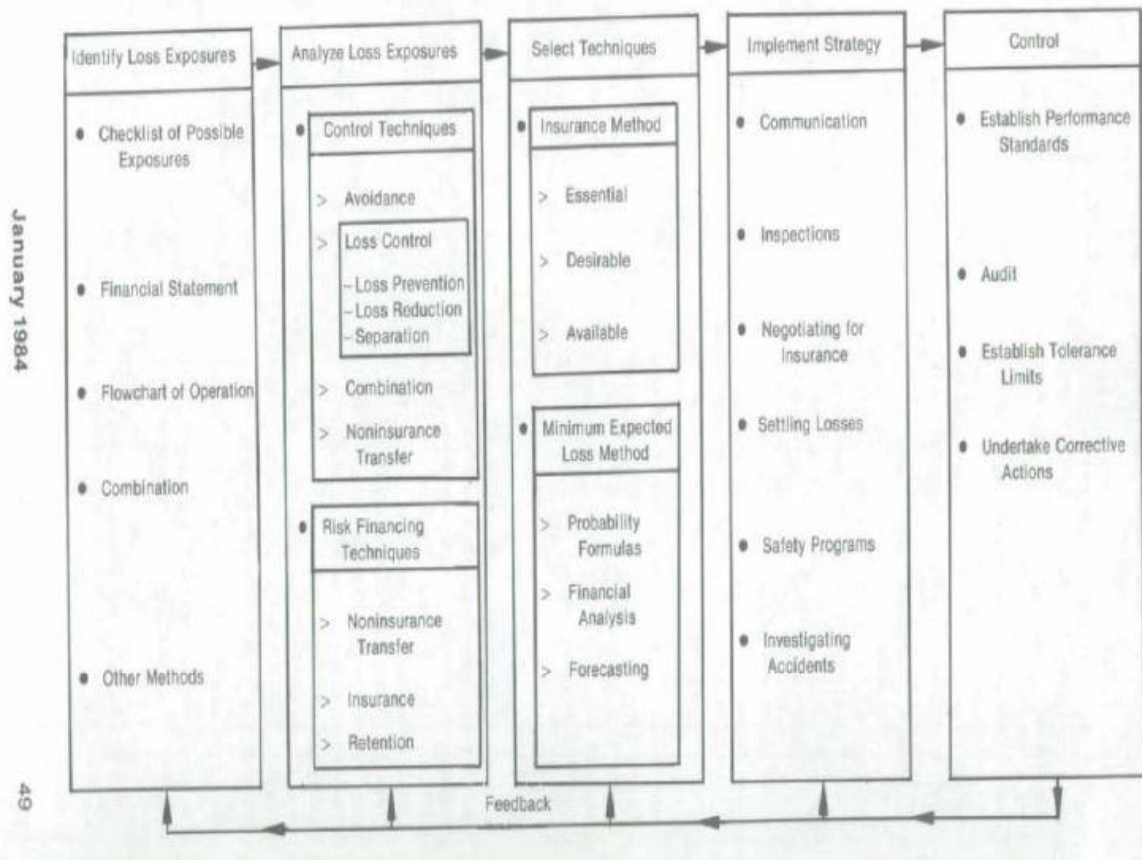 Identify Loss Exposures
• Checklist of Possible
Exposures
• Financial Statement
• Flowchart of Operation
• Combination
• Other Methods
Analyze Loss Exposures
• Control Techniques
> Avoidance
> Loss Control
– Loss Prevention
– Loss Reduction
– Separation
> Combination
> Noninsurance
Transfer
• Risk Financing
Techniques
> Noninsurance
Transfer
> Insurance
> Retention
Select Techniques
• Insurance Method
> Essential
> Desirable
> Available
• Minimum Expected
Loss Method
> Probability
Formulas
> Financial
Analysis
> Forecasting
Implement Strategy
• Communication
• Inspections
• Negotiating for
Insurance
• Settling Losses
• Safety Programs
• Investigating
Accidents
Control
• Establish Performance
Standards
• Audit
• Establish Tolerance
Limits
• Undertake Corrective
Actions
Feedback
January 1984
49